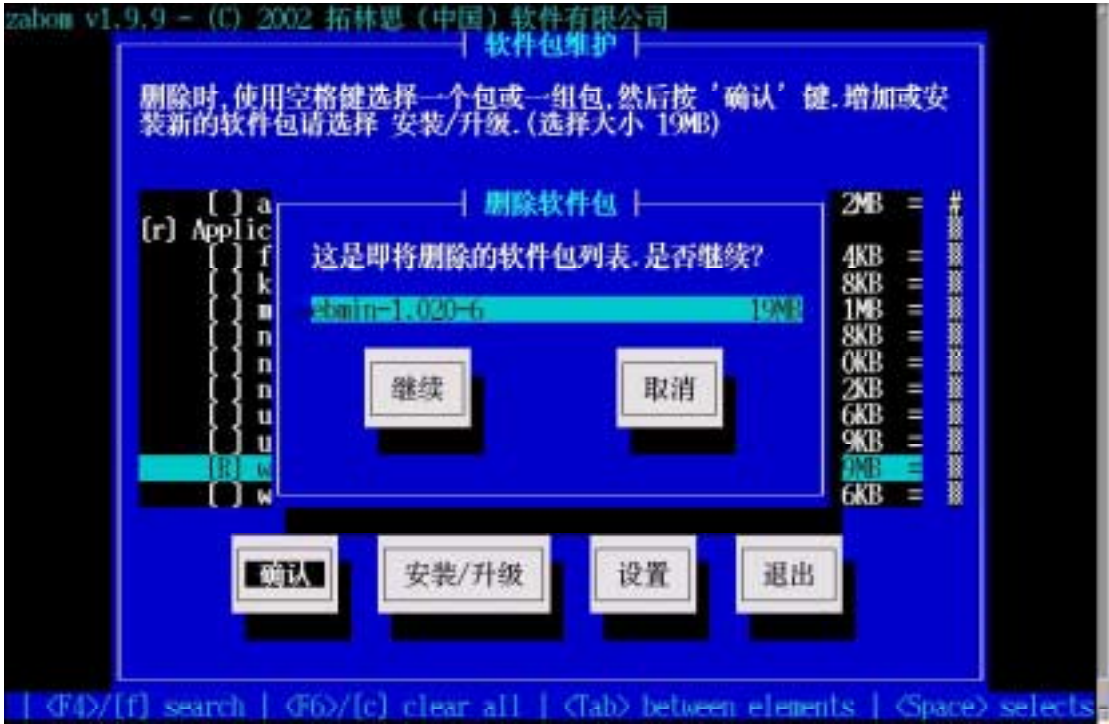 zabom v1.9.9 - (C) 2002 拓林思(中国)软件有限公司
软件包维护
删除时,使用空格键选择一个包或一组包,然后按 '确认' 键.增加或安
装新的软件包请选择 安装/升级.(选择大小 19MB)
[ ] a 2MB = #
[r] Applic
[ ] f 4KB =
[ ] k 8KB =
[ ] m 1MB =
[ ] n 8KB =
[ ] n 0KB =
[ ] n 2KB =
[ ] u 6KB =
[ ] u 9KB =
[R] w 9MB =
[ ] w 6KB =
删除软件包
这是即将删除的软件包列表.是否继续?
ebmin-1.020-6 19MB
继续 取消
确认 安装/升级 设置 退出
| <F4>/[f] search | <F6>/[c] clear all | <Tab> between elements | <Space> selects